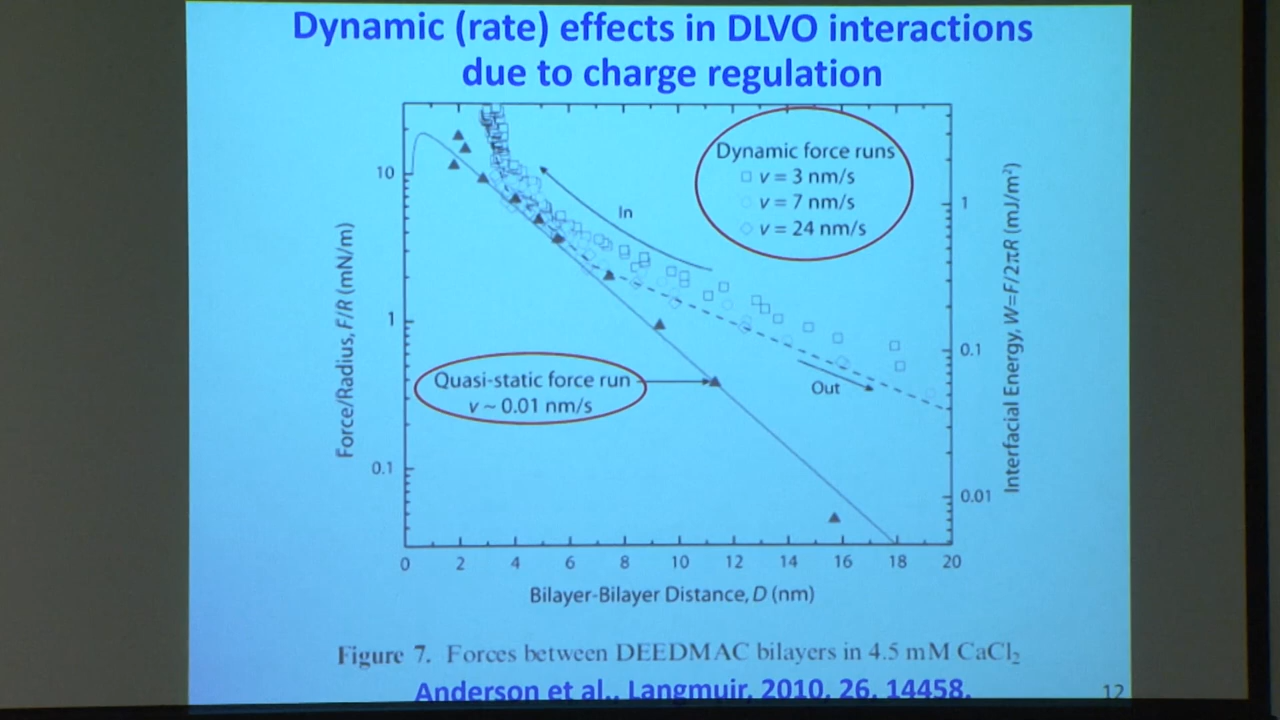 Dynamic (rate) effects in DLVO interactions
due to charge regulation
Dynamic force runs
v = 3 nm/s
v = 7 nm/s
v = 24 nm/s
In
Out
Quasi-static force run
v ~ 0.01 nm/s
Force/Radius, F/R (mN/m)
10
1
0.1
Interfacial Energy, W=F/2πR (mJ/m²)
1
0.1
0.01
0 2 4 6 8 10 12 14 16 18 20
Bilayer-Bilayer Distance, D (nm)
Figure 7. Forces between DEEDMAC bilayers in 4.5 mM CaCl₂
Anderson et al., Langmuir, 2010, 26, 14458.
12